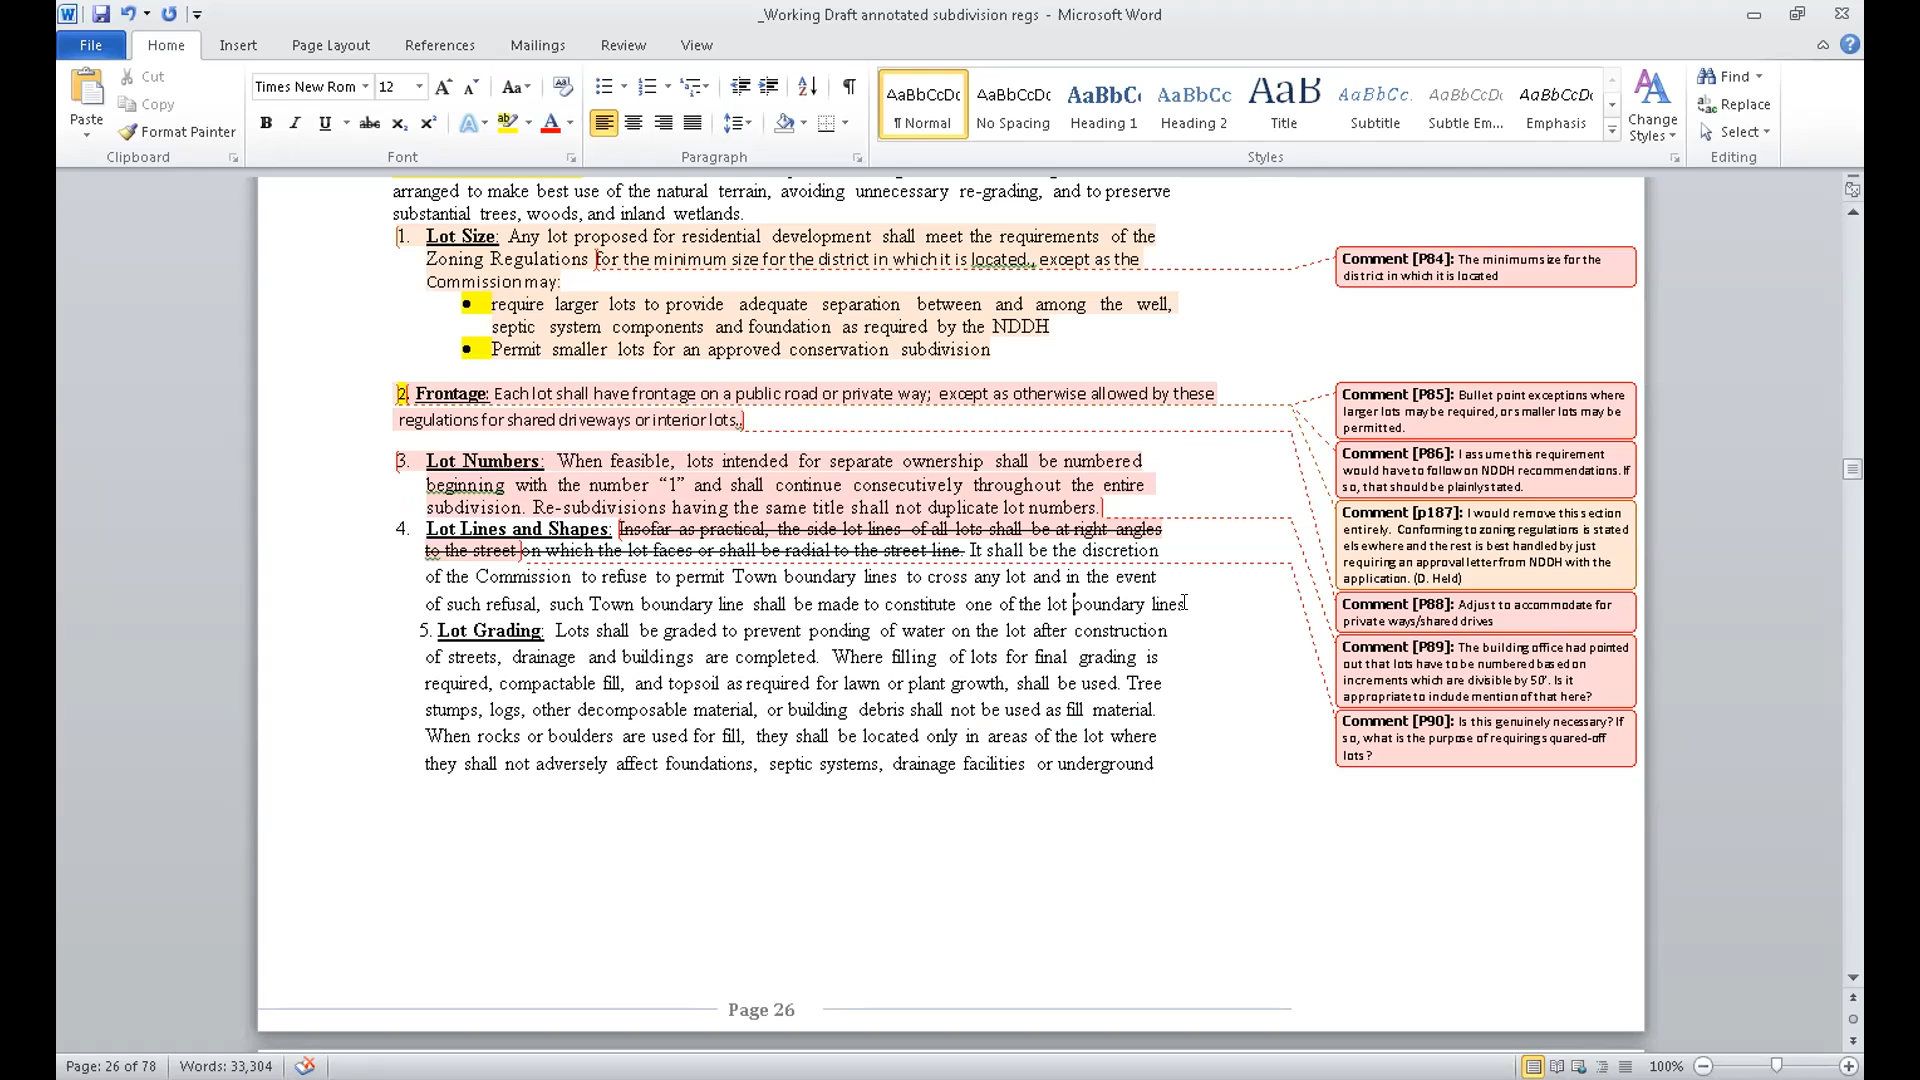 _Working Draft annotated subdivision regs - Microsoft Word
File Home Insert Page Layout References Mailings Review View
Paste
Cut
Copy
Format Painter
Clipboard
Times New Rom 12
Font
Paragraph
AaBbCcDc
¶ Normal
AaBbCcDc
No Spacing
AaBbC
Heading 1
AaBbCc
Heading 2
AaB
Title
AaBbCc.
Subtitle
AaBbCcDc
Subtle Em...
AaBbCcDc
Emphasis
Change
Styles
Styles
Find
Replace
Select
Editing
arranged to make best use of the natural terrain, avoiding unnecessary re-grading, and to preserve
substantial trees, woods, and inland wetlands.
1. Lot Size: Any lot proposed for residential development shall meet the requirements of the
Zoning Regulations for the minimum size for the district in which it is located., except as the
Commission may:
• require larger lots to provide adequate separation between and among the well,
septic system components and foundation as required by the NDDH
• Permit smaller lots for an approved conservation subdivision
2. Frontage: Each lot shall have frontage on a public road or private way; except as otherwise allowed by these
regulations for shared driveways or interior lots..
3. Lot Numbers: When feasible, lots intended for separate ownership shall be numbered
beginning with the number “1” and shall continue consecutively throughout the entire
subdivision. Re-subdivisions having the same title shall not duplicate lot numbers.
4. Lot Lines and Shapes: Insofar as practical, the side lot lines of all lots shall be at right angles
to the street on which the lot faces or shall be radial to the street line. It shall be the discretion
of the Commission to refuse to permit Town boundary lines to cross any lot and in the event
of such refusal, such Town boundary line shall be made to constitute one of the lot boundary lines.
5. Lot Grading: Lots shall be graded to prevent ponding of water on the lot after construction
of streets, drainage and buildings are completed. Where filling of lots for final grading is
required, compactable fill, and topsoil as required for lawn or plant growth, shall be used. Tree
stumps, logs, other decomposable material, or building debris shall not be used as fill material.
When rocks or boulders are used for fill, they shall be located only in areas of the lot where
they shall not adversely affect foundations, septic systems, drainage facilities or underground
Page 26
Comment [P84]: The minimum size for the
district in which it is located
Comment [P85]: Bullet point exceptions where
larger lots may be required, or smaller lots may be
permitted.
Comment [P86]: I assume this requirement
would have to follow on NDDH recommendations. If
so, that should be plainly stated.
Comment [p187]: I would remove this section
entirely. Conforming to zoning regulations is stated
elsewhere and the rest is best handled by just
requiring an approval letter from NDDH with the
application. (D. Held)
Comment [P88]: Adjust to accommodate for
private ways/shared drives
Comment [P89]: The building office had pointed
out that lots have to be numbered based on
increments which are divisible by 50'. Is it
appropriate to include mention of that here?
Comment [P90]: Is this genuinely necessary? If
so, what is the purpose of requiring squared-off
lots?
Page: 26 of 78 Words: 33,304 100%